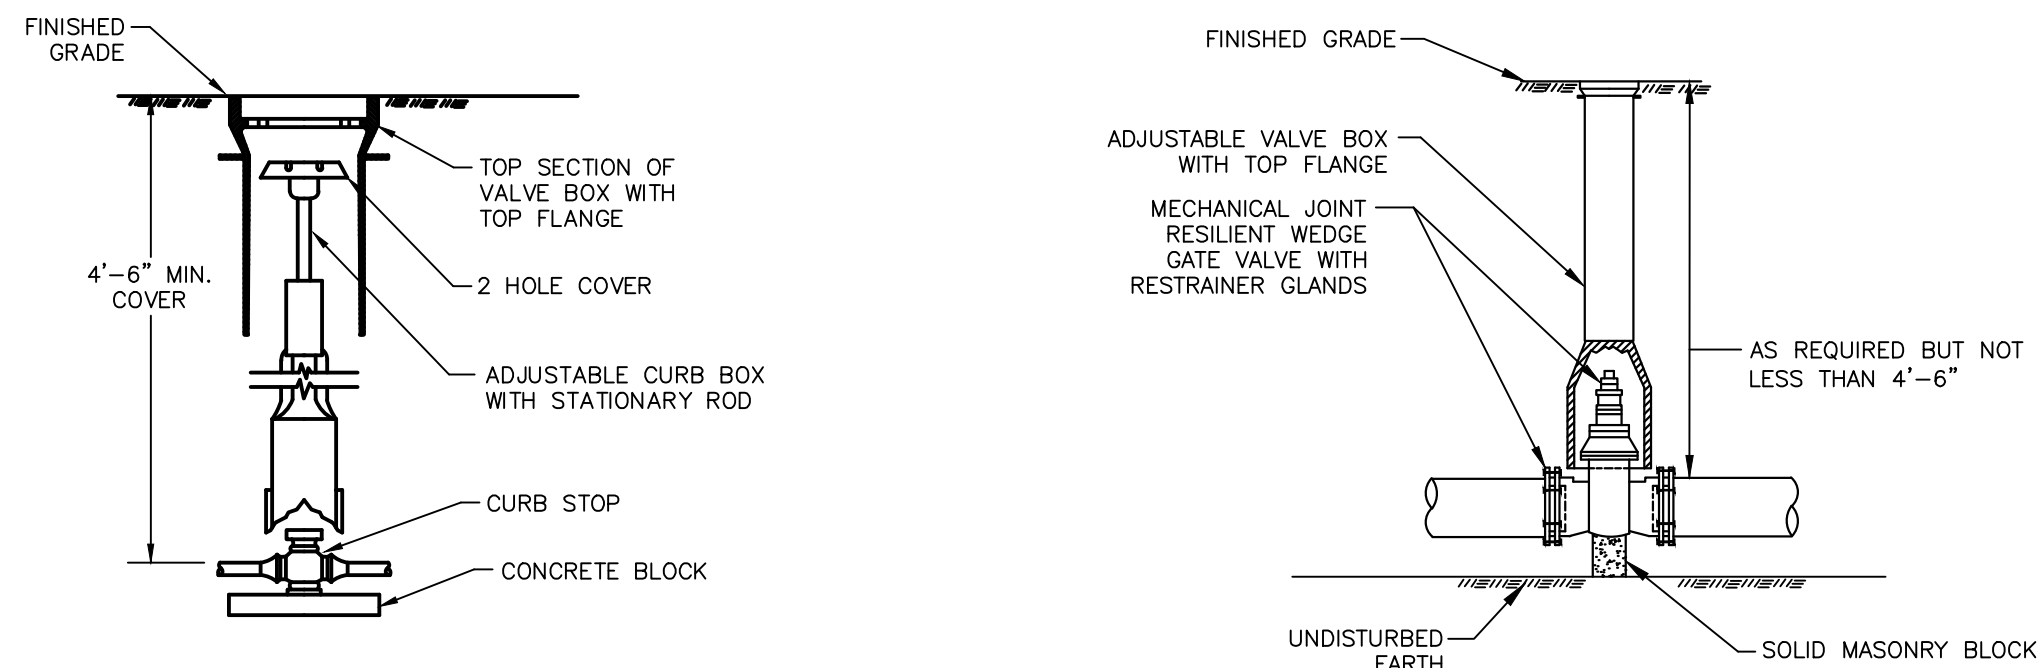 FINISHED
GRADE
TOP SECTION OF
VALVE BOX WITH
TOP FLANGE
4'-6" MIN.
COVER
2 HOLE COVER
ADJUSTABLE CURB BOX
WITH STATIONARY ROD
CURB STOP
CONCRETE BLOCK
FINISHED GRADE
ADJUSTABLE VALVE BOX
WITH TOP FLANGE
MECHANICAL JOINT
RESILIENT WEDGE
GATE VALVE WITH
RESTRAINER GLANDS
AS REQUIRED BUT NOT
LESS THAN 4'-6"
UNDISTURBED
EARTH
SOLID MASONRY BLOCK